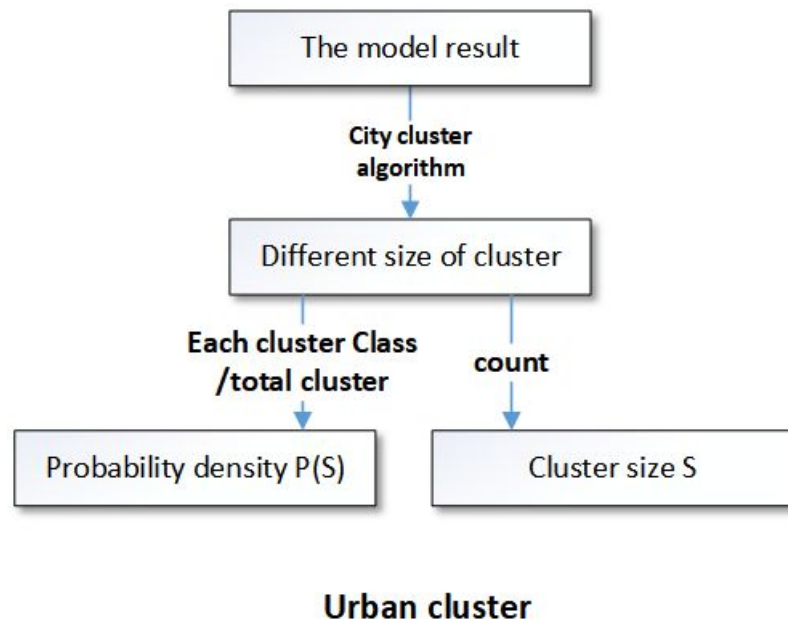 The model result
City cluster
algorithm
Different size of cluster
Each cluster Class
/total cluster
count
Probability density P(S)
Cluster size S
Urban cluster